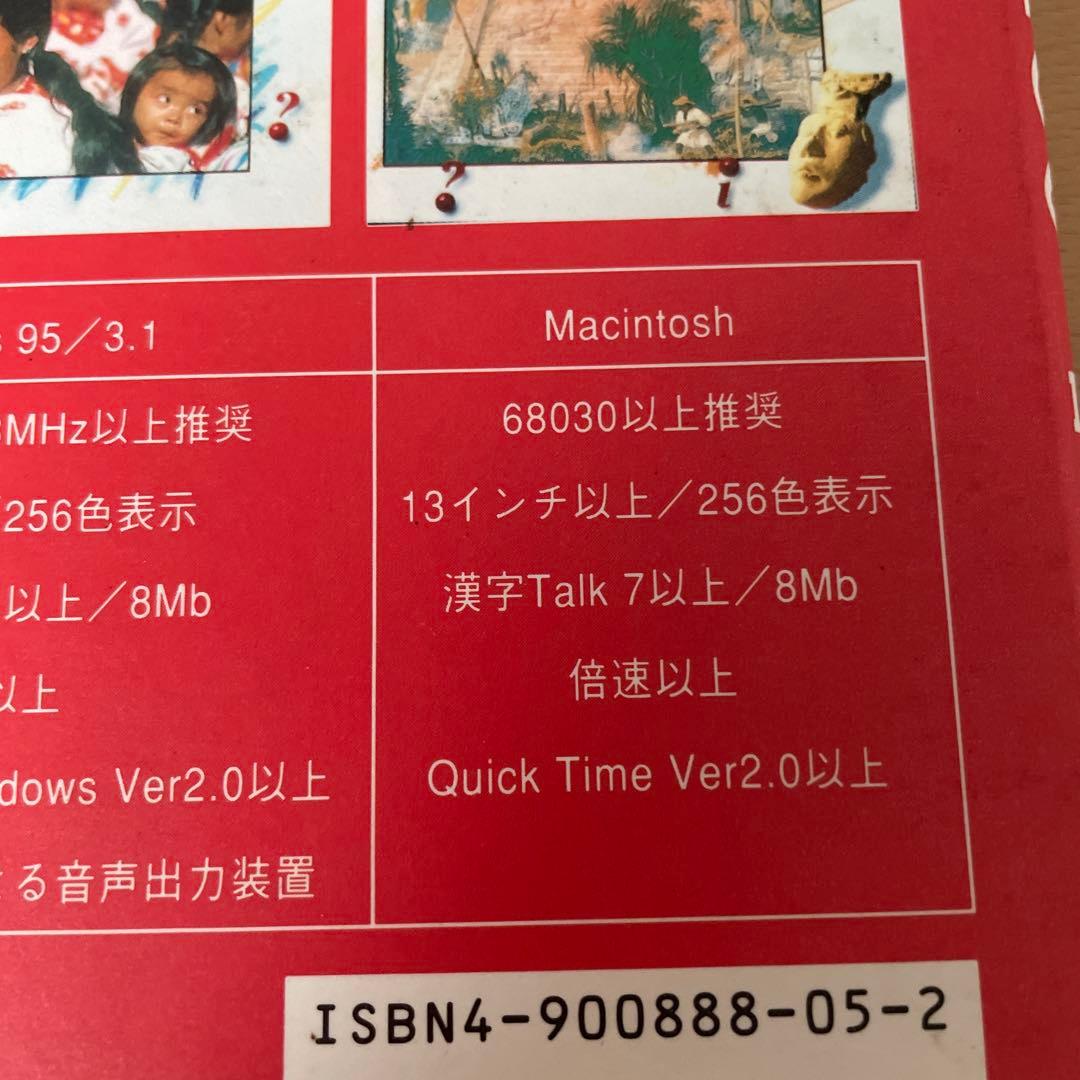 ?
?
i
95／3.1
Macintosh
MHz以上推奨
68030以上推奨
256色表示
13インチ以上／256色表示
以上／8Mb
漢字Talk 7以上／8Mb
以上
倍速以上
dows Ver2.0以上
Quick Time Ver2.0以上
る音声出力装置
ISBN4-900888-05-2